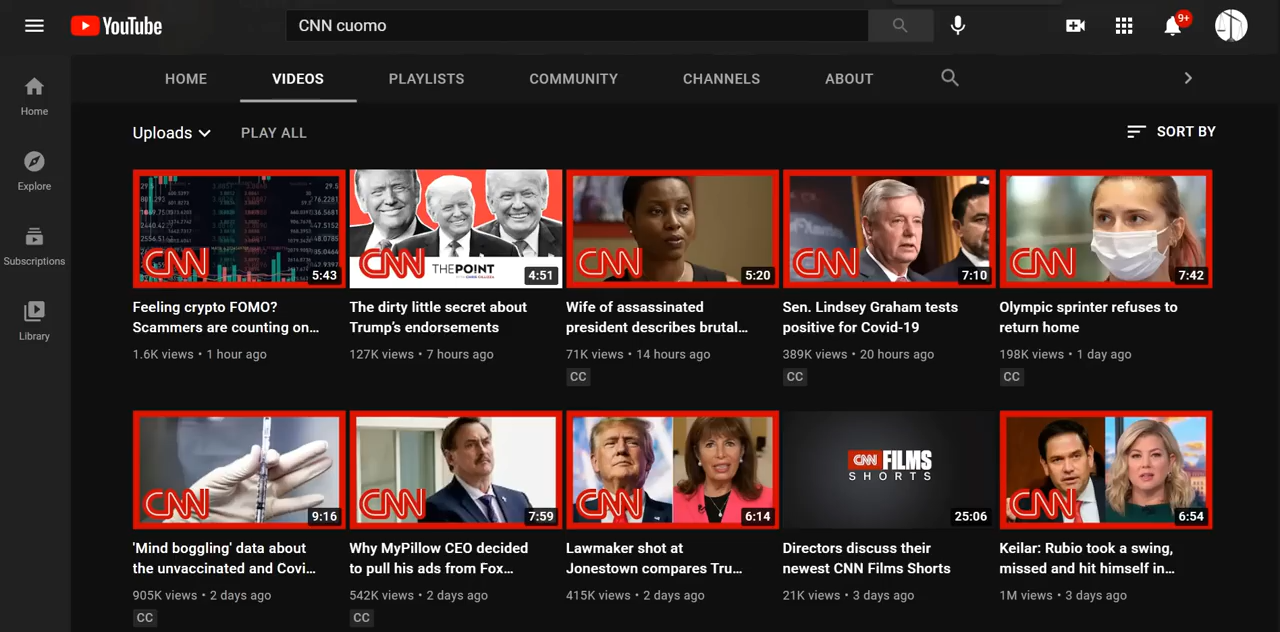 YouTube
CNN cuomo
9+
HOME
VIDEOS
PLAYLISTS
COMMUNITY
CHANNELS
ABOUT
Home
Explore
Subscriptions
Library
Uploads
PLAY ALL
SORT BY
CNN
5:43
Feeling crypto FOMO?
Scammers are counting on...
1.6K views • 1 hour ago
CNN
THE POINT
4:51
The dirty little secret about
Trump's endorsements
127K views • 7 hours ago
CNN
5:20
Wife of assassinated
president describes brutal...
71K views • 14 hours ago
CC
CNN
7:10
Sen. Lindsey Graham tests
positive for Covid-19
389K views • 20 hours ago
CC
CNN
7:42
Olympic sprinter refuses to
return home
198K views • 1 day ago
CC
CNN
9:16
'Mind boggling' data about
the unvaccinated and Covi...
905K views • 2 days ago
CC
CNN
7:59
Why MyPillow CEO decided
to pull his ads from Fox...
542K views • 2 days ago
CC
CNN
6:14
Lawmaker shot at
Jonestown compares Tru...
415K views • 2 days ago
CNN FILMS
SHORTS
25:06
Directors discuss their
newest CNN Films Shorts
21K views • 3 days ago
CNN
6:54
Keilar: Rubio took a swing,
missed and hit himself in...
1M views • 3 days ago